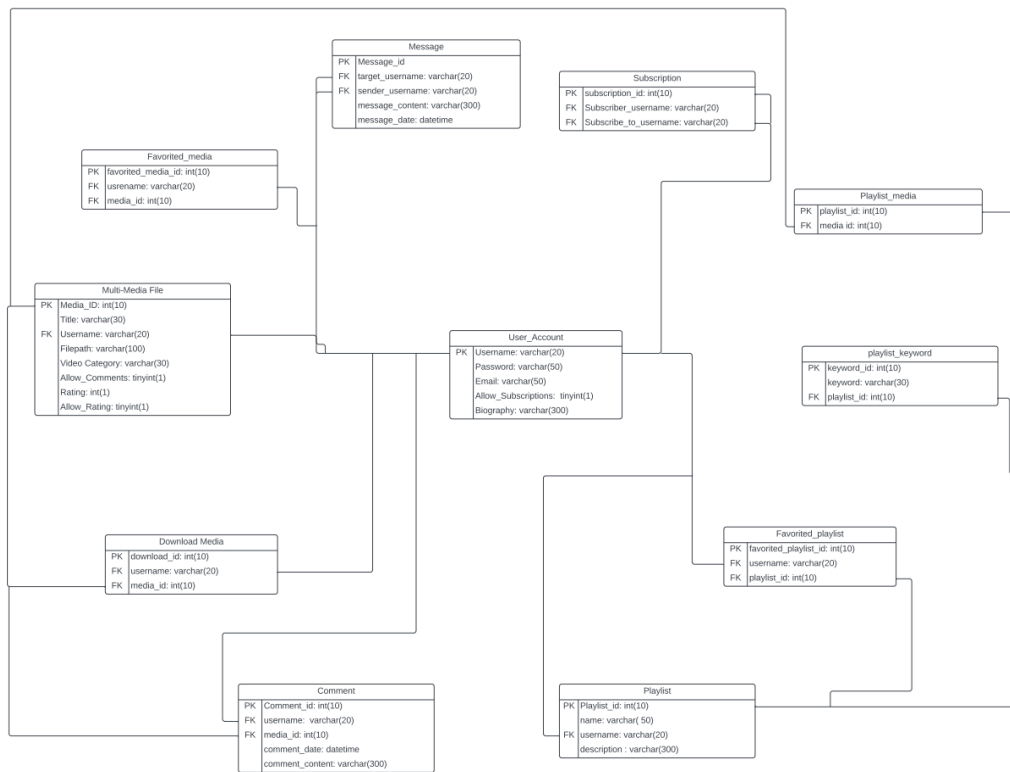 Message
PK Message_id
FK target_username: varchar(20)
FK sender_username: varchar(20)
message_content: varchar(300)
message_date: datetime
Subscription
PK subscription_id: int(10)
FK Subscriber_username: varchar(20)
FK Subscribe_to_username: varchar(20)
Favorited_media
PK favorited_media_id: int(10)
FK usrename: varchar(20)
FK media_id: int(10)
Playlist_media
PK playlist_id: int(10)
FK media id: int(10)
Multi-Media File
PK Media_ID: int(10)
Title: varchar(30)
FK Username: varchar(20)
Filepath: varchar(100)
Video Category: varchar(30)
Allow_Comments: tinyint(1)
Rating: int(1)
Allow_Rating: tinyint(1)
User_Account
PK Username: varchar(20)
Password: varchar(50)
Email: varchar(50)
Allow_Subscriptions: tinyint(1)
Biography: varchar(300)
playlist_keyword
PK keyword_id: int(10)
keyword: varchar(30)
FK playlist_id: int(10)
Download Media
PK download_id: int(10)
FK username: varchar(20)
FK media_id: int(10)
Favorited_playlist
PK favorited_playlist_id: int(10)
FK username: varchar(20)
FK playlist_id: int(10)
Comment
PK Comment_id: int(10)
FK username: varchar(20)
FK media_id: int(10)
comment_date: datetime
comment_content: varchar(300)
Playlist
PK Playlist_id: int(10)
name: varchar( 50)
FK username: varchar(20)
description : varchar(300)